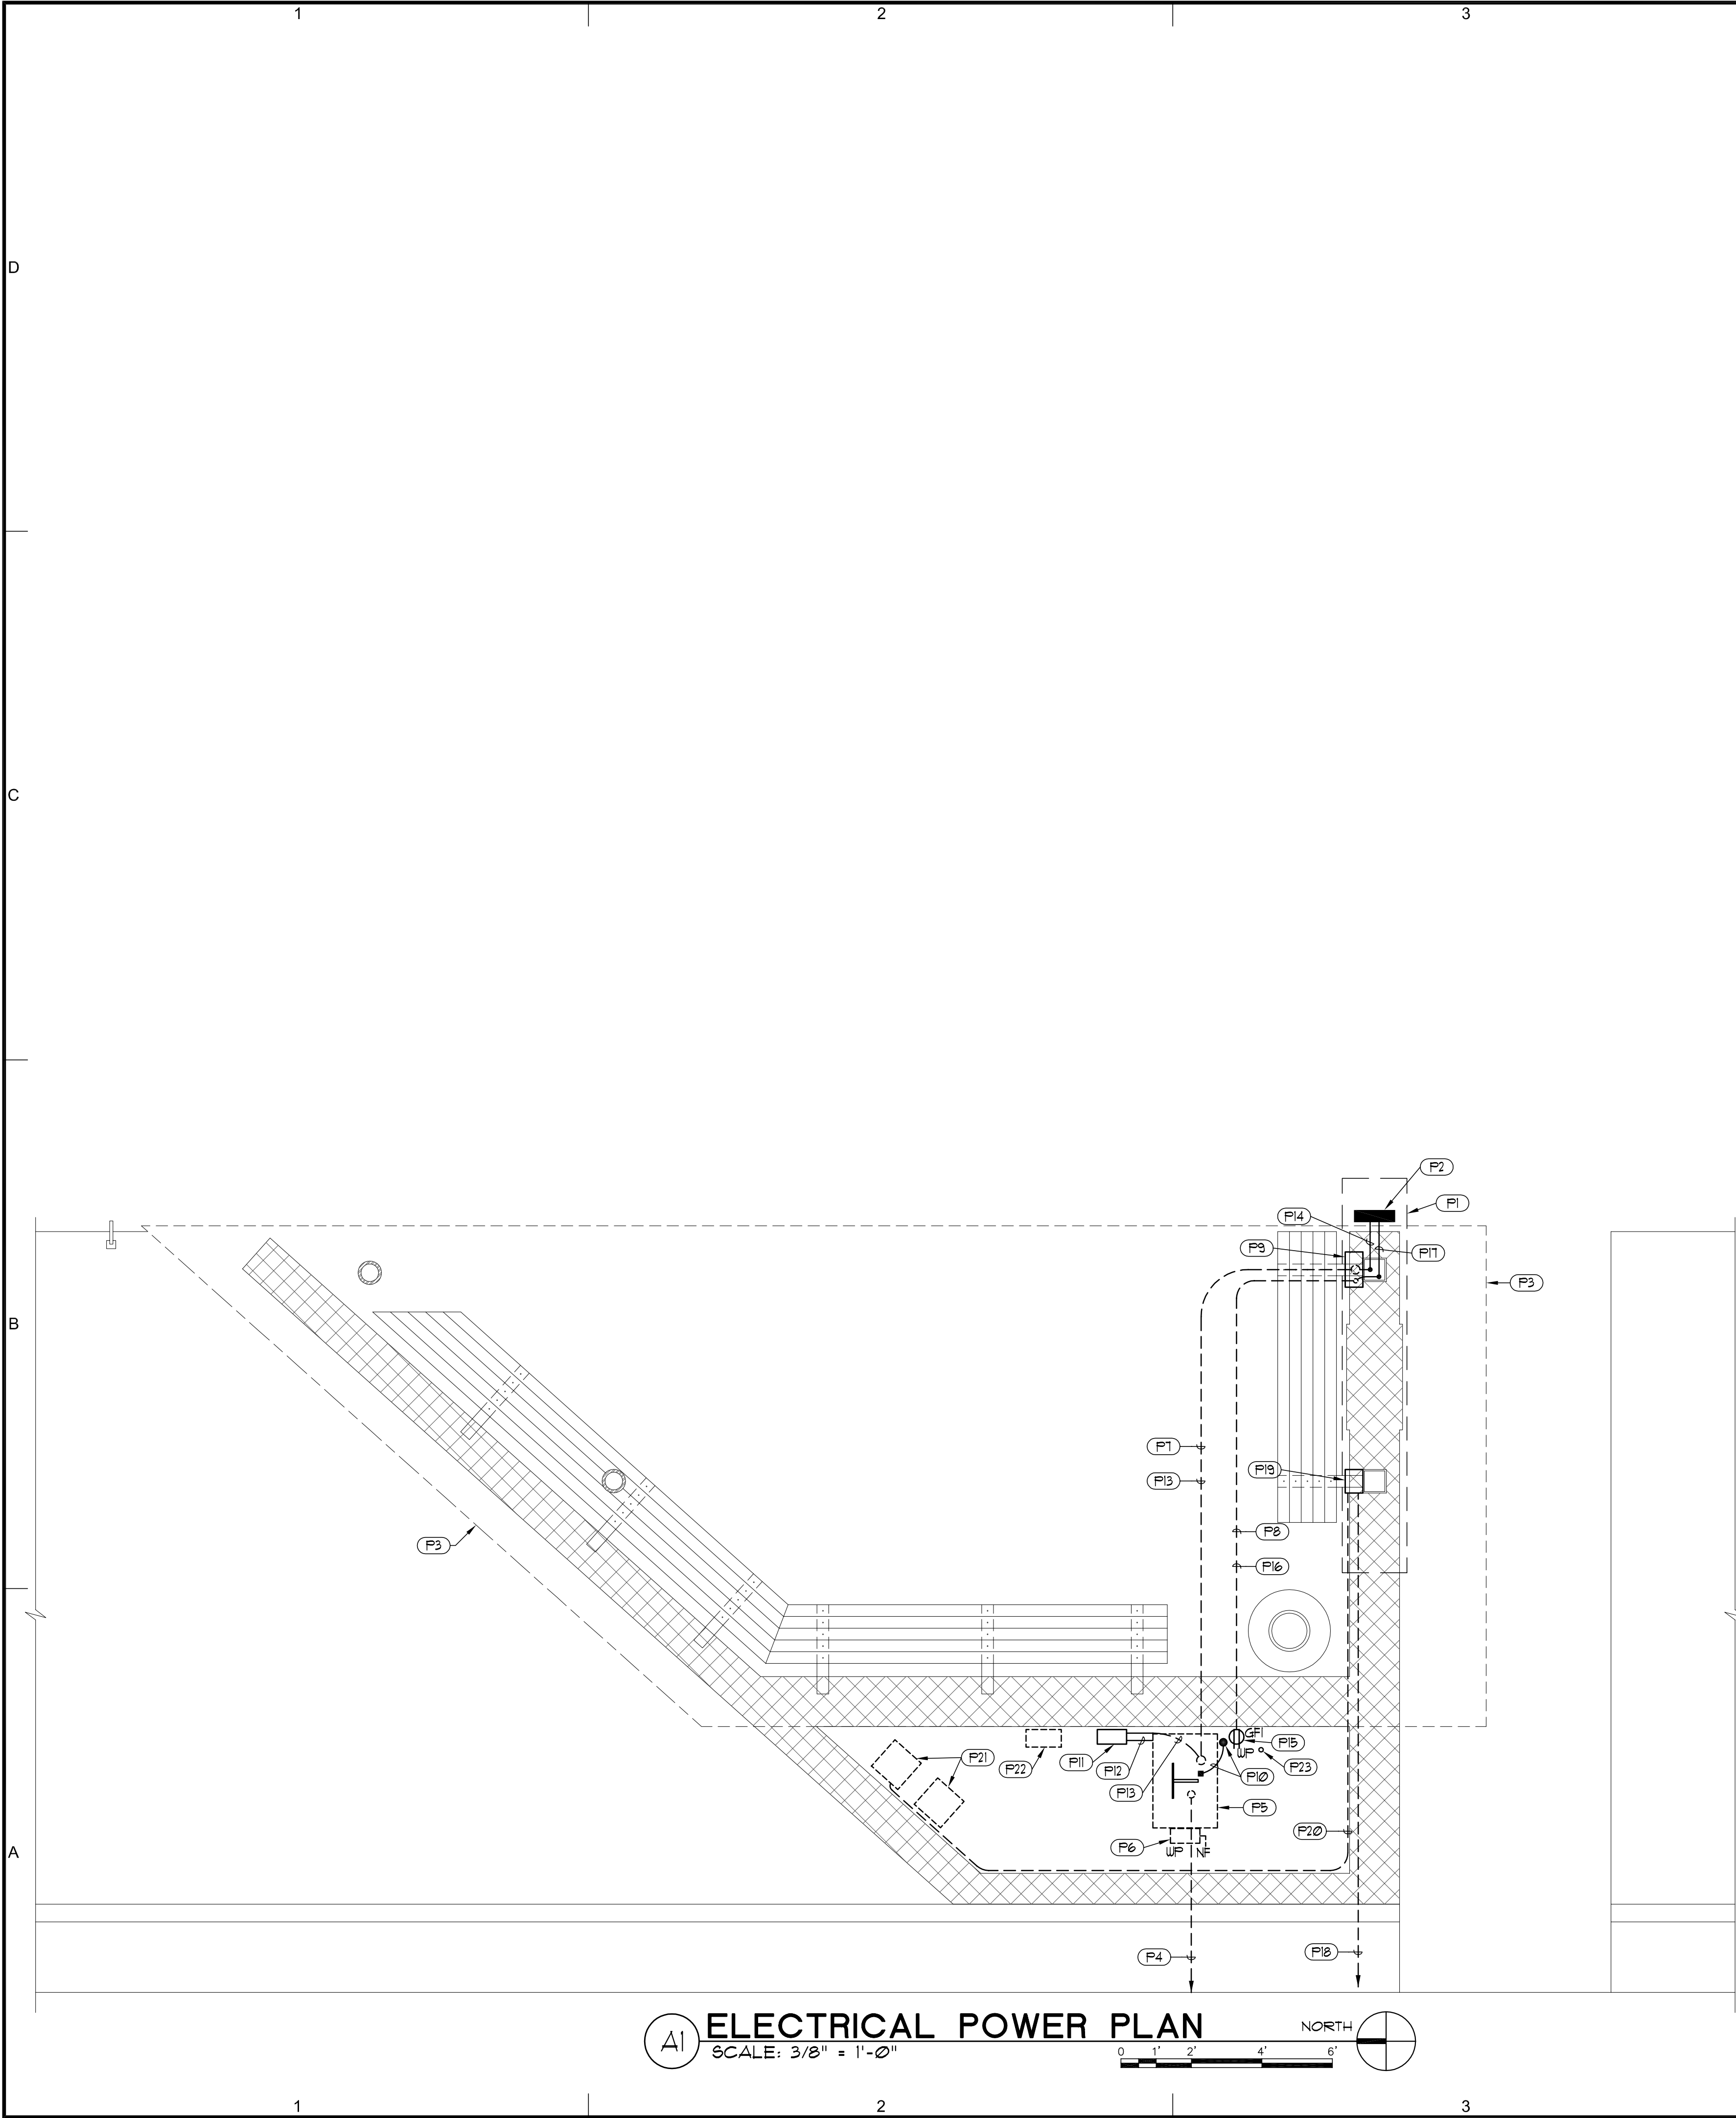 1 2 3
D
C
P2
P1
P14
P9
P17
P3
B
P7
P19
P13
P8
P3
P16
GFI
P15
P21
P11
WP
P23
P22
P12
P10
P13
P5
P20
P6
A
WP NF
P4
P18
A1
ELECTRICAL POWER PLAN
NORTH
SCALE: 3/8" = 1'-0"
0 1' 2' 4' 6'
1 2 3